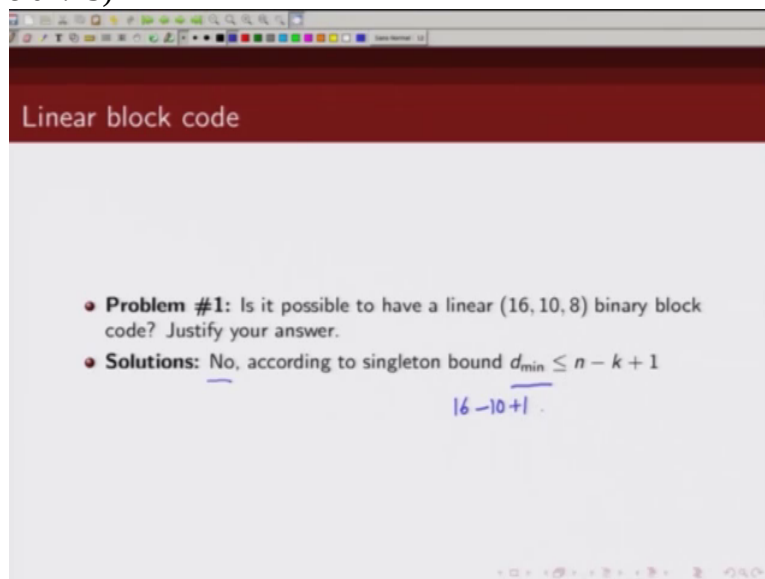 Linear block code
Problem #1: Is it possible to have a linear (16, 10, 8) binary block
code? Justify your answer.
Solutions: No, according to singleton bound d_min ≤ n − k + 1
16 −10 +1 .